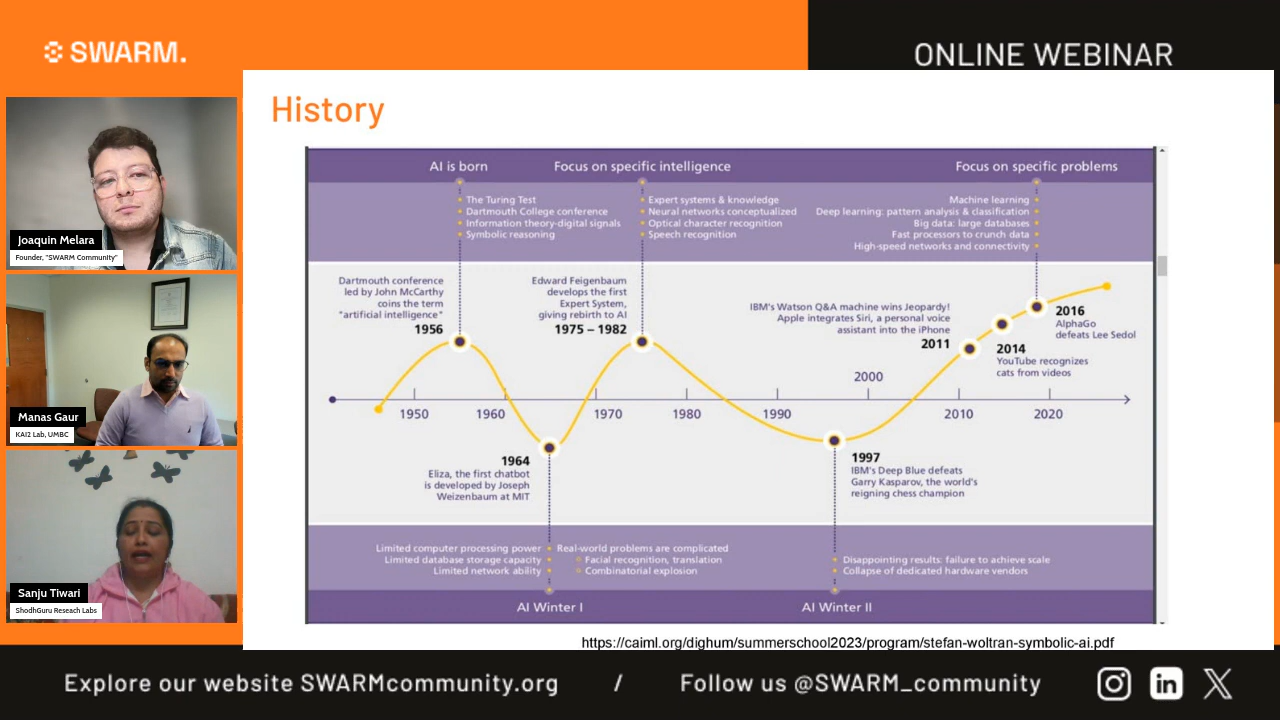 SWARM.
ONLINE WEBINAR
Joaquin Melara
Founder, "SWARM Community"
Manas Gaur
KAI2 Lab, UMBC
Sanju Tiwari
ShodhGuru Reseach Labs
History
AI is born
Focus on specific intelligence
Focus on specific problems
The Turing Test
Dartmouth College conference
Information theory-digital signals
Symbolic reasoning
Expert systems & knowledge
Neural networks conceptualized
Optical character recognition
Speech recognition
Machine learning
Deep learning: pattern analysis & classification
Big data: large databases
Fast processors to crunch data
High-speed networks and connectivity
Dartmouth conference
led by John McCarthy
coins the term
"artificial intelligence"
1956
Edward Feigenbaum
develops the first
Expert System,
giving rebirth to AI
1975 – 1982
IBM's Watson Q&A machine wins Jeopardy!
Apple integrates Siri, a personal voice
assistant into the iPhone
2011
2014
YouTube recognizes
cats from videos
2016
AlphaGo
defeats Lee Sedol
1950
1960
1970
1980
1990
2000
2010
2020
1964
Eliza, the first chatbot
is developed by Joseph
Weizenbaum at MIT
1997
IBM's Deep Blue defeats
Garry Kasparov, the world's
reigning chess champion
Limited computer processing power
Limited database storage capacity
Limited network ability
Real-world problems are complicated
Facial recognition, translation
Combinatorial explosion
Disappointing results: failure to achieve scale
Collapse of dedicated hardware vendors
AI Winter I
AI Winter II
https://caiml.org/dighum/summerschool2023/program/stefan-woltran-symbolic-ai.pdf
Explore our website SWARMcommunity.org / Follow us @SWARM_community